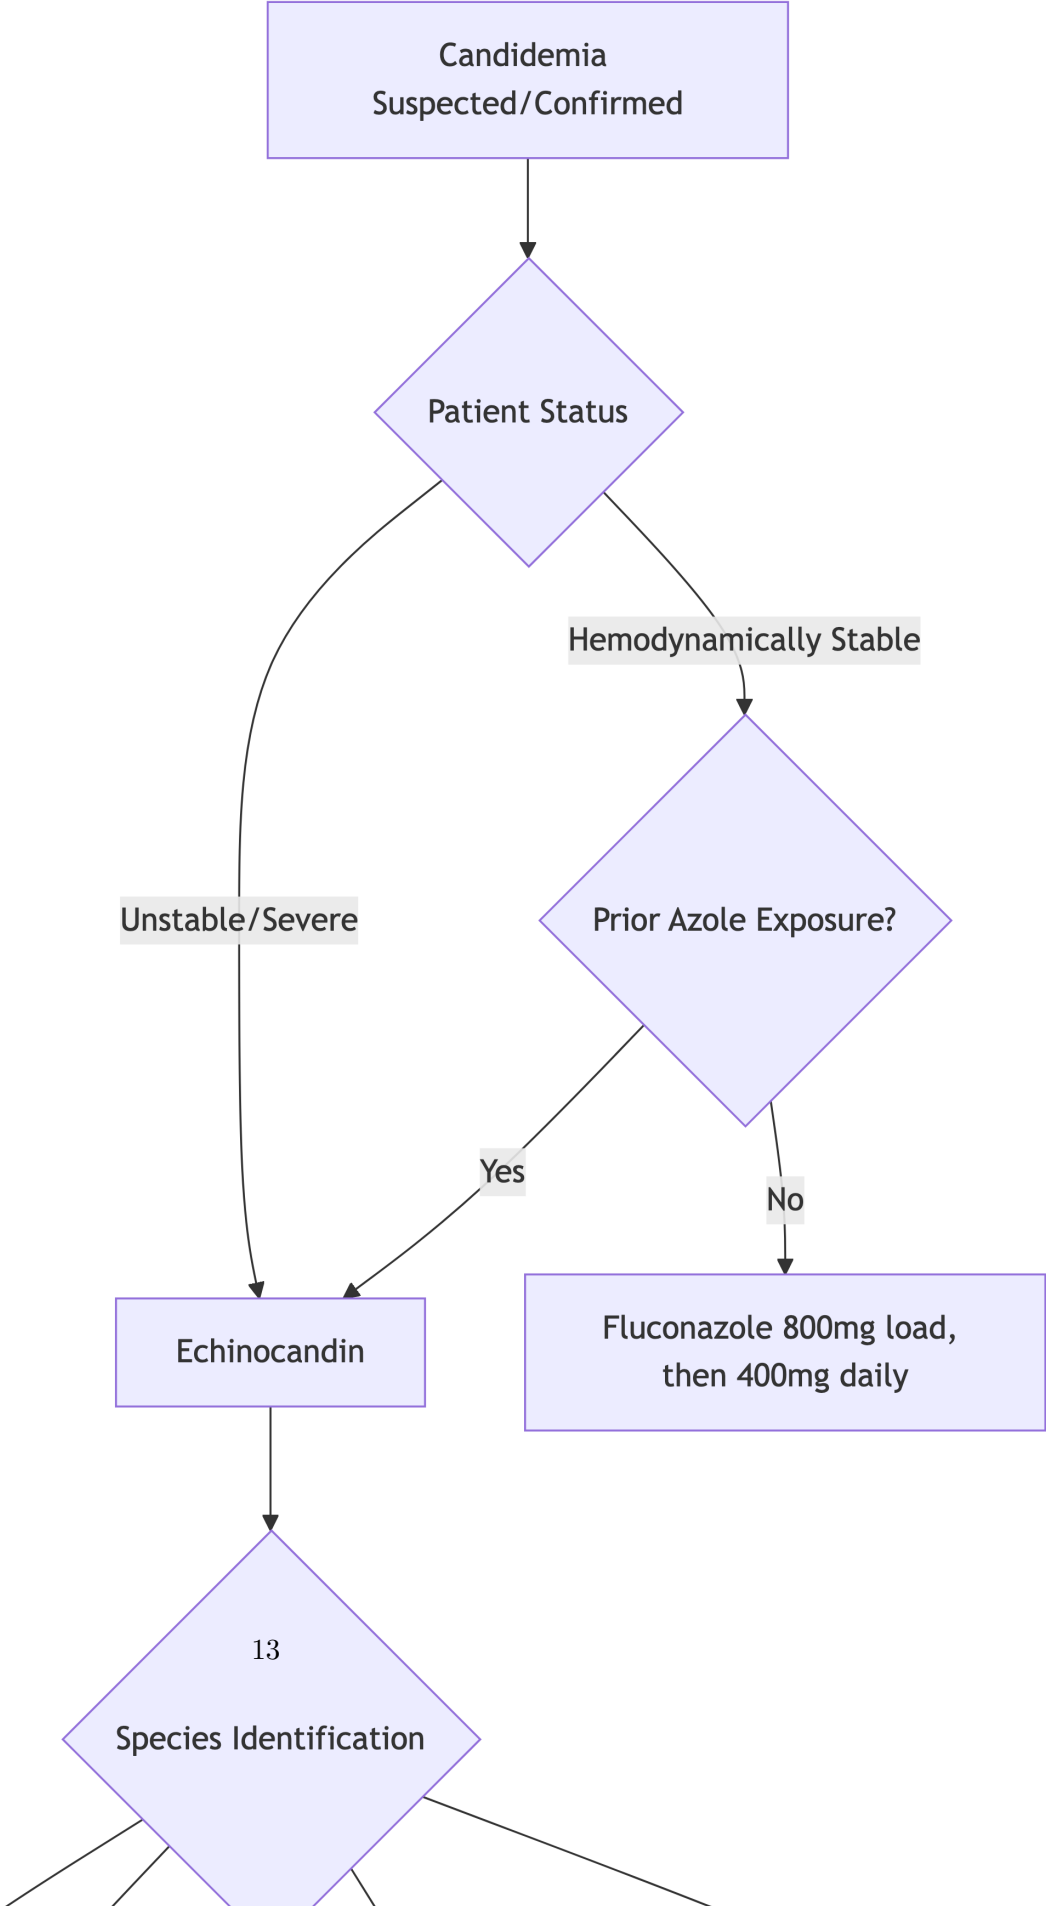 Candidemia
Suspected/Confirmed
Patient Status
Hemodynamically Stable
Unstable/Severe
Prior Azole Exposure?
Yes
No
Echinocandin
Fluconazole 800mg load,
then 400mg daily
13
Species Identification